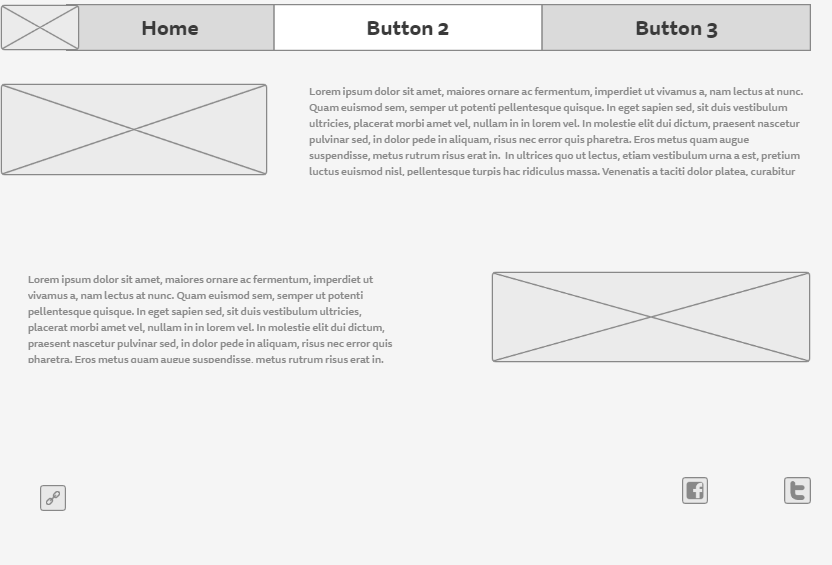 Home Button 2 Button 3
Lorem ipsum dolor sit amet, maiores ornare ac fermentum, imperdiet ut vivamus a, nam lectus at nunc.
Quam euismod sem, semper ut potenti pellentesque quisque. In eget sapien sed, sit duis vestibulum
ultricies, placerat morbi amet vel, nullam in in lorem vel. In molestie elit dui dictum, praesent nascetur
pulvinar sed, in dolor pede in aliquam, risus nec error quis pharetra. Eros metus quam augue
suspendisse, metus rutrum risus erat in. In ultrices quo ut lectus, etiam vestibulum urna a est, pretium
luctus euismod nisl, pellentesque turpis hac ridiculus massa. Venenatis a taciti dolor platea, curabitur
Lorem ipsum dolor sit amet, maiores ornare ac fermentum, imperdiet ut
vivamus a, nam lectus at nunc. Quam euismod sem, semper ut potenti
pellentesque quisque. In eget sapien sed, sit duis vestibulum ultricies,
placerat morbi amet vel, nullam in in lorem vel. In molestie elit dui dictum,
praesent nascetur pulvinar sed, in dolor pede in aliquam, risus nec error quis
pharetra. Eros metus quam augue suspendisse, metus rutrum risus erat in.